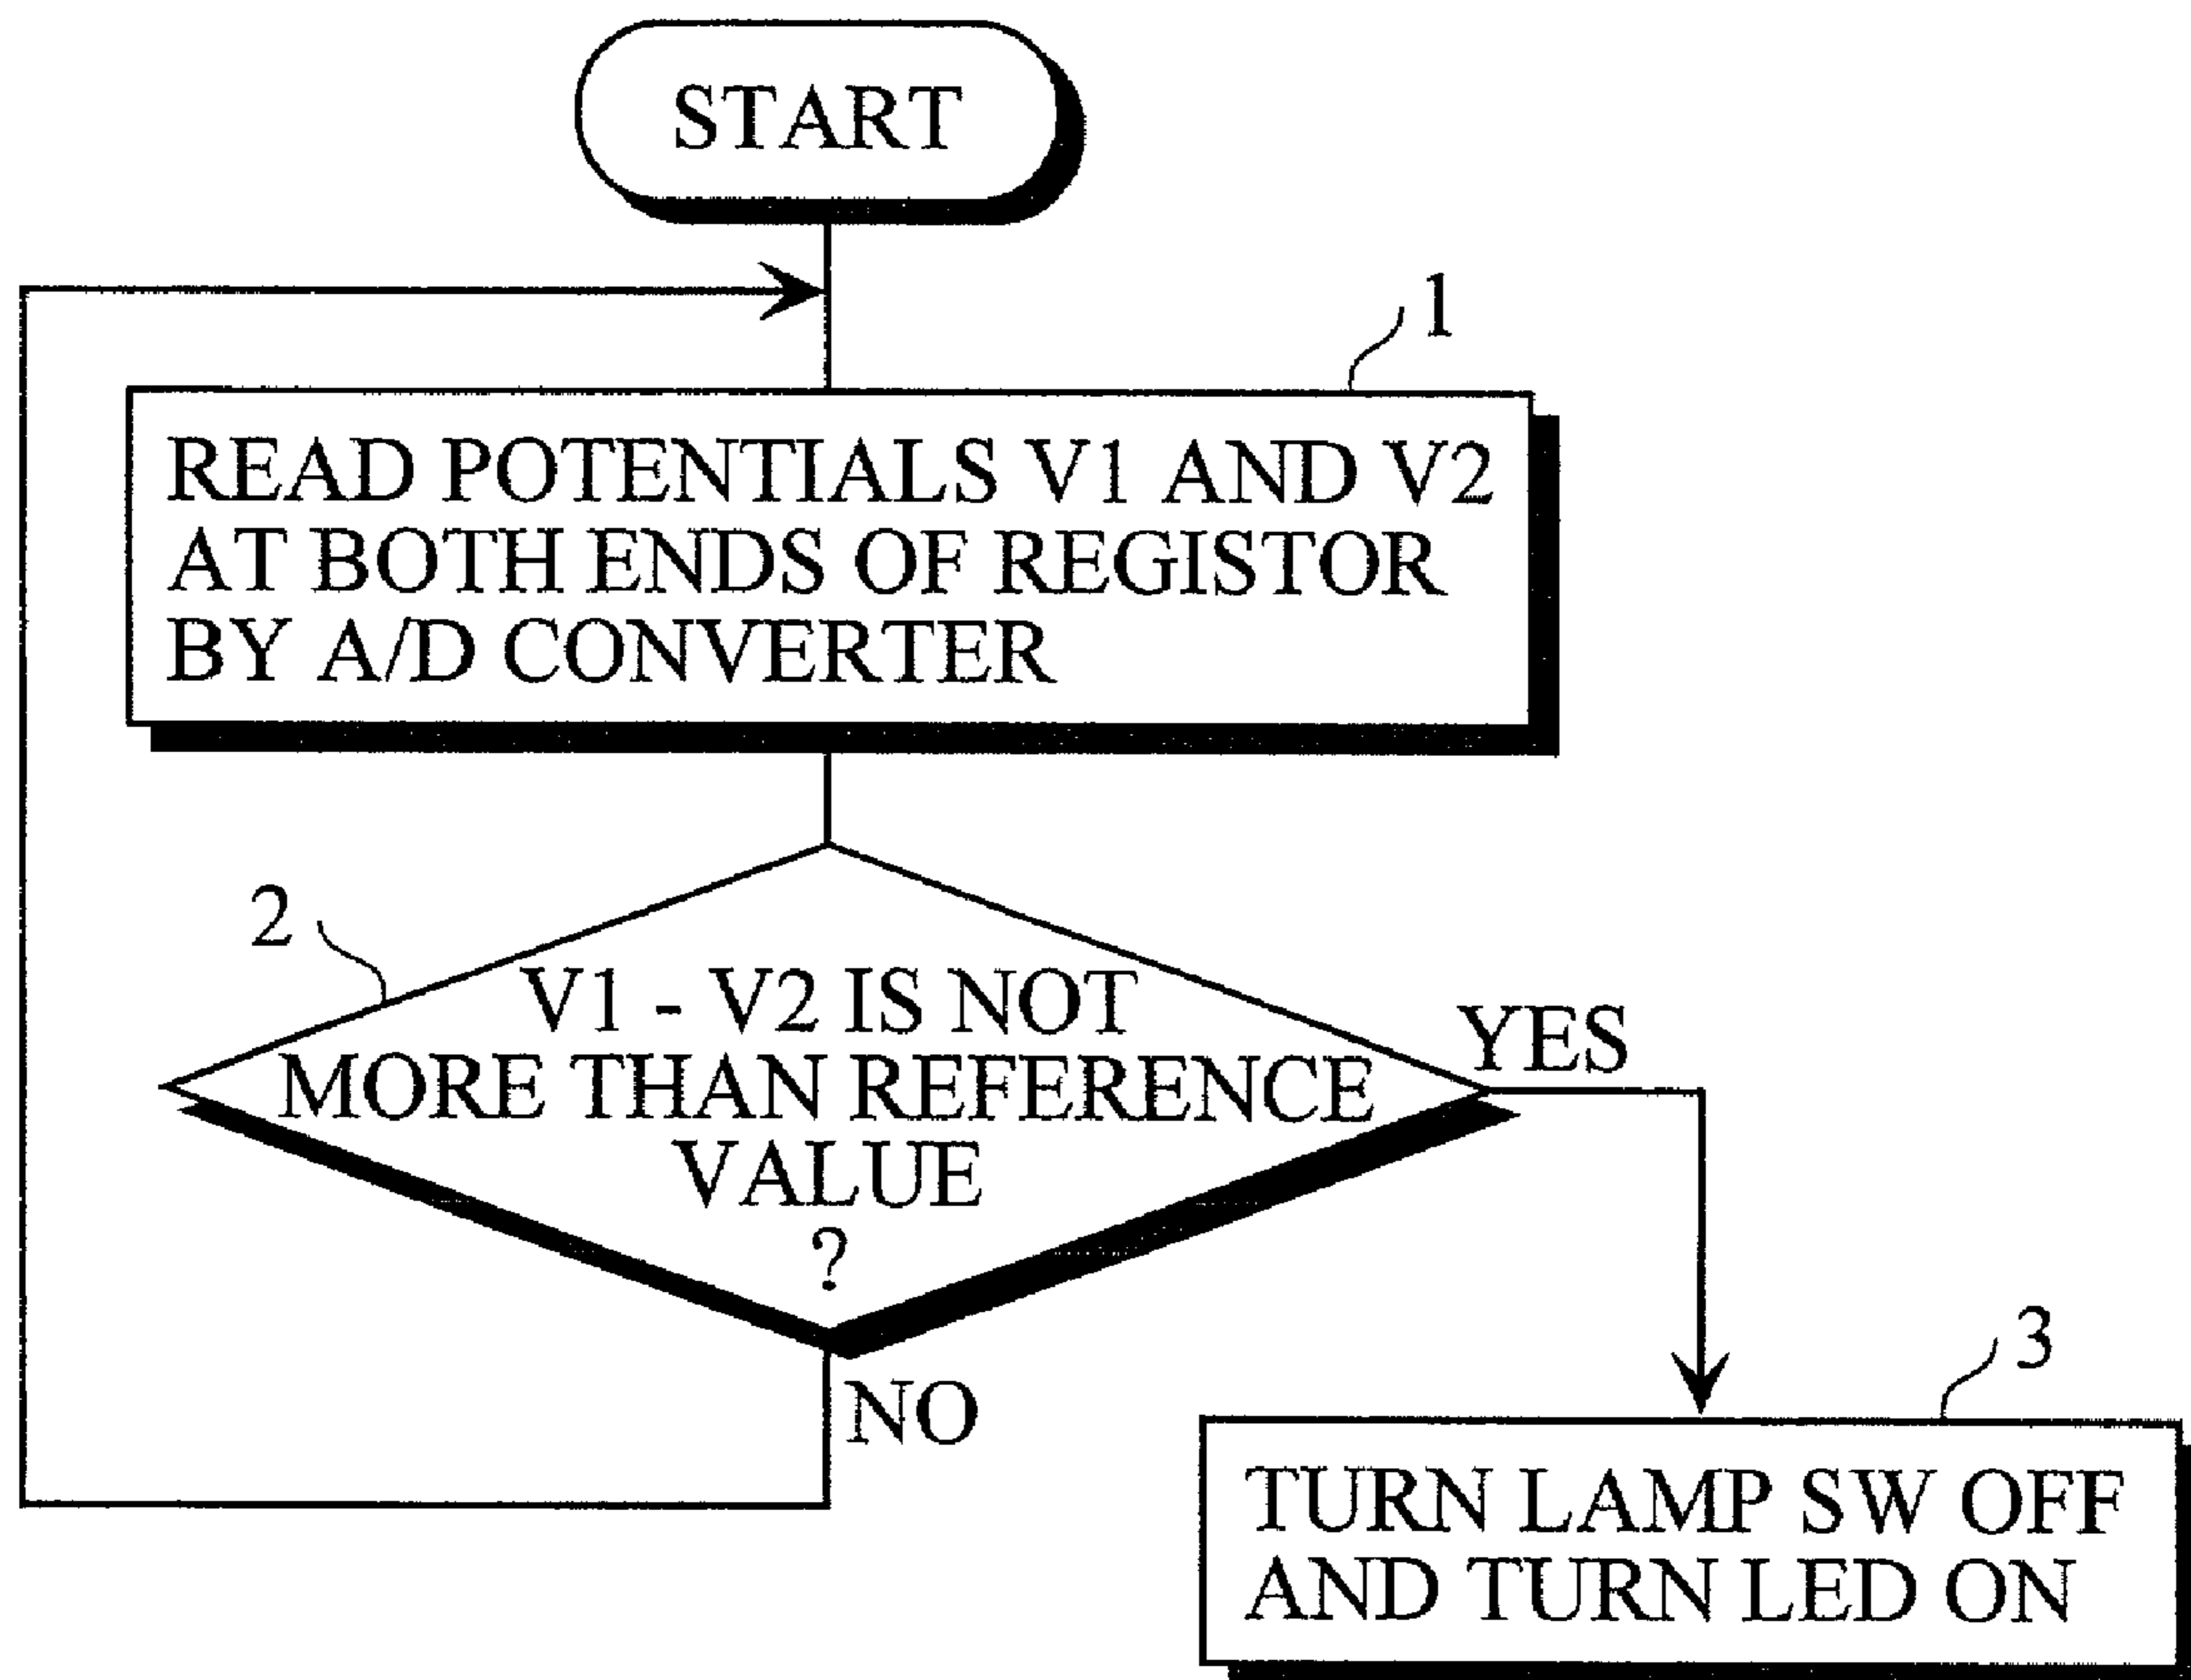 START
1
READ POTENTIALS V1 AND V2
AT BOTH ENDS OF REGISTOR
BY A/D CONVERTER
2
V1 - V2 IS NOT
MORE THAN REFERENCE
VALUE
?
YES
NO
3
TURN LAMP SW OFF
AND TURN LED ON